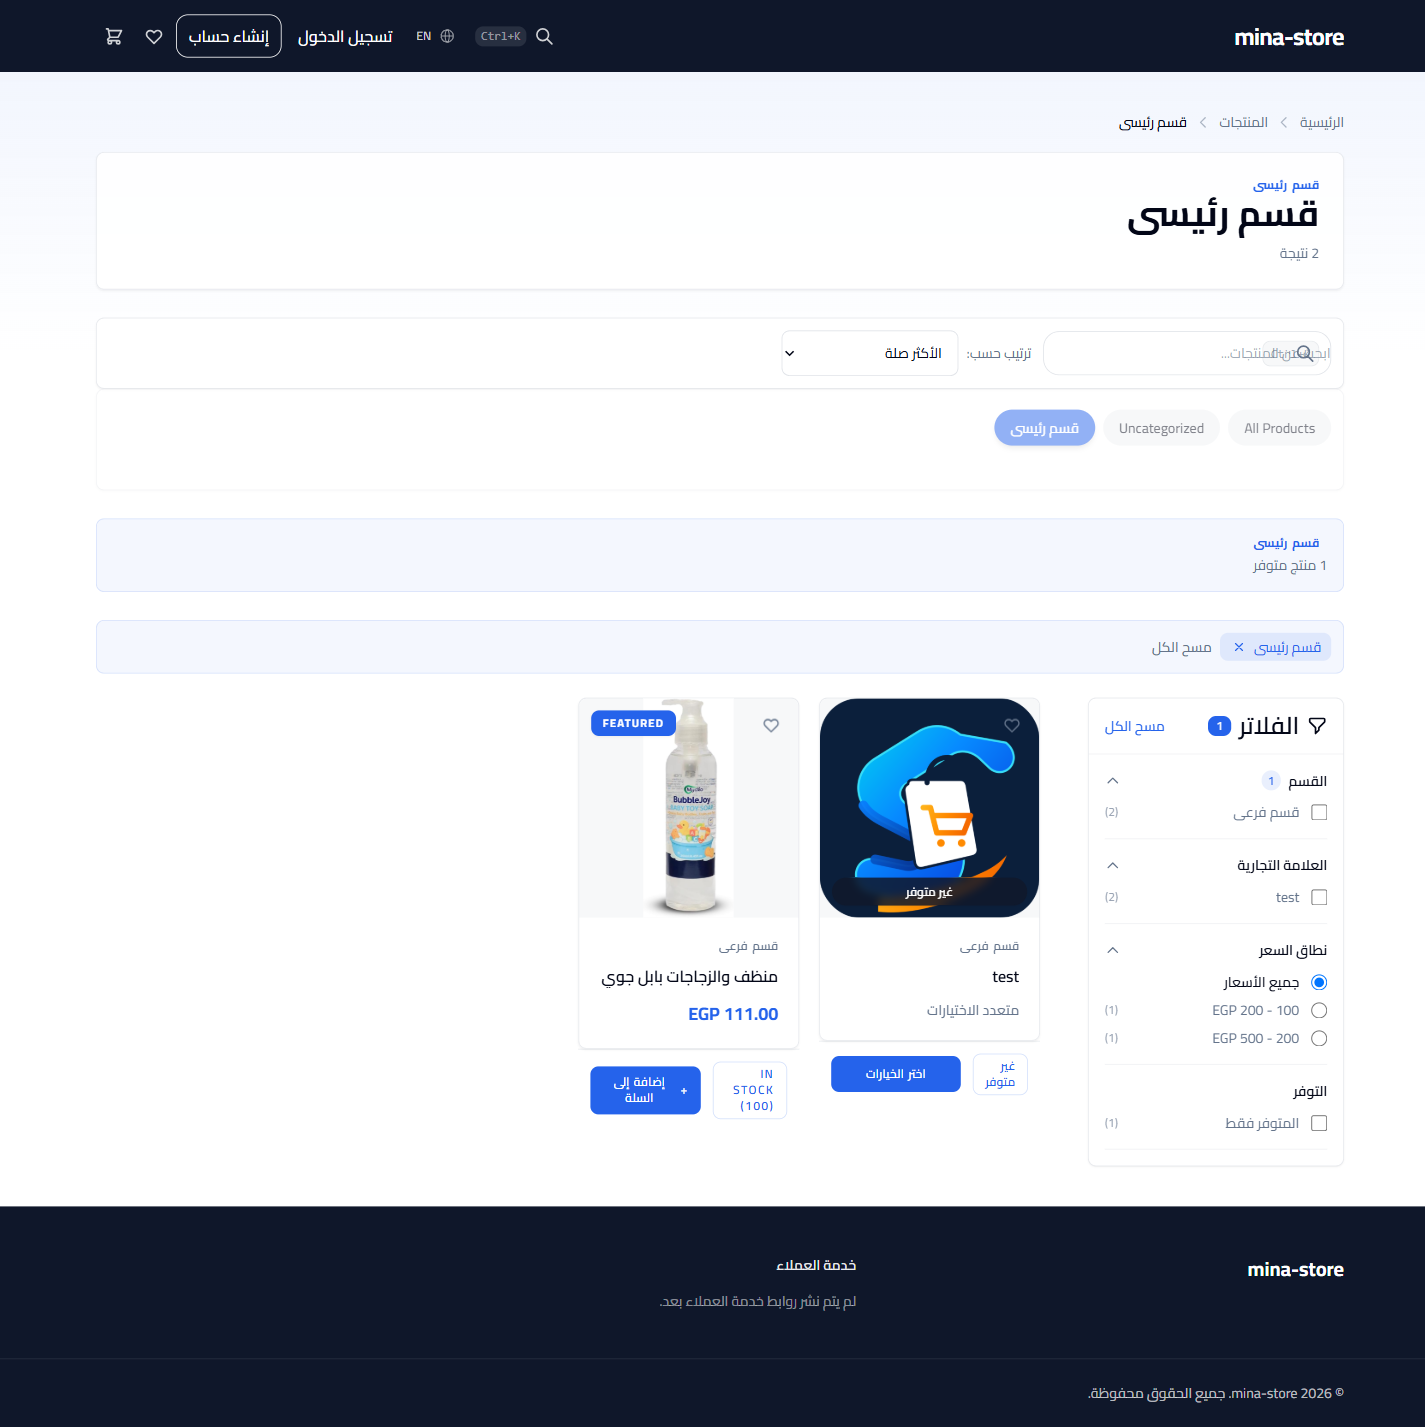 mina-store
Ctrl+K
EN
تسجيل الدخول
إنشاء حساب
الرئيسية
المنتجات
قسم رئيسى
قسم رئيسى
قسم رئيسى
2 نتيجة
المنتجات...
ترتيب حسب:
الأكثر صلة
All Products
Uncategorized
قسم رئيسى
قسم رئيسى
1 منتج متوفر
قسم رئيسى
مسح الكل
الفلاتر
1
مسح الكل
القسم
1
قسم فرعى
(2)
العلامة التجارية
test
(2)
نطاق السعر
جميع الأسعار
EGP 200 - 100
(1)
EGP 500 - 200
(1)
التوفر
المتوفر فقط
(1)
غير متوفر
قسم فرعى
test
متعدد الاختيارات
غير
متوفر
اختر الخيارات
FEATURED
BubbleJoy
قسم فرعى
منظف والزجاجات بابل جوي
EGP 111.00
IN
STOCK
(100)
+ إضافة إلى
السلة
mina-store
خدمة العملاء
لم يتم نشر روابط خدمة العملاء بعد.
© 2026 mina-store. جميع الحقوق محفوظة.